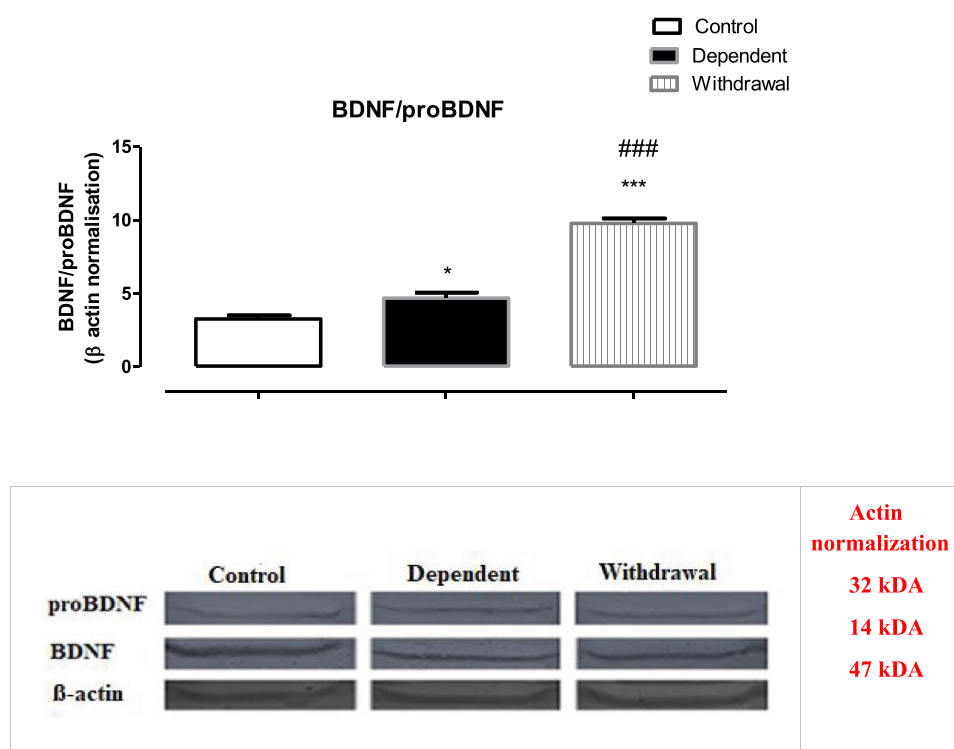 Control
Dependent
Withdrawal
BDNF/proBDNF
BDNF/proBDNF
(β actin normalisation)
15
10
5
0
*
***
###
Actin
normalization
32 kDA
14 kDA
47 kDA
Control Dependent Withdrawal
proBDNF
BDNF
ß-actin